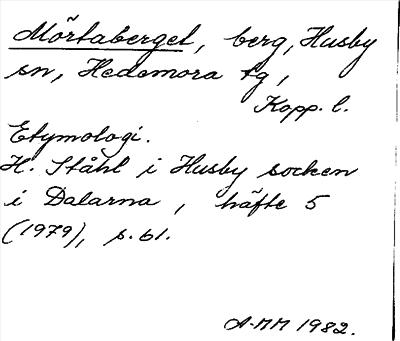 Mörtaberget, berg, Husby
sn, Hedemora tg,
Kopp. l.
Etymologi.
H. Ståhl i Husby socken
i Dalarna, häfte 5
(1979), s. 61.
A-MM 1982.